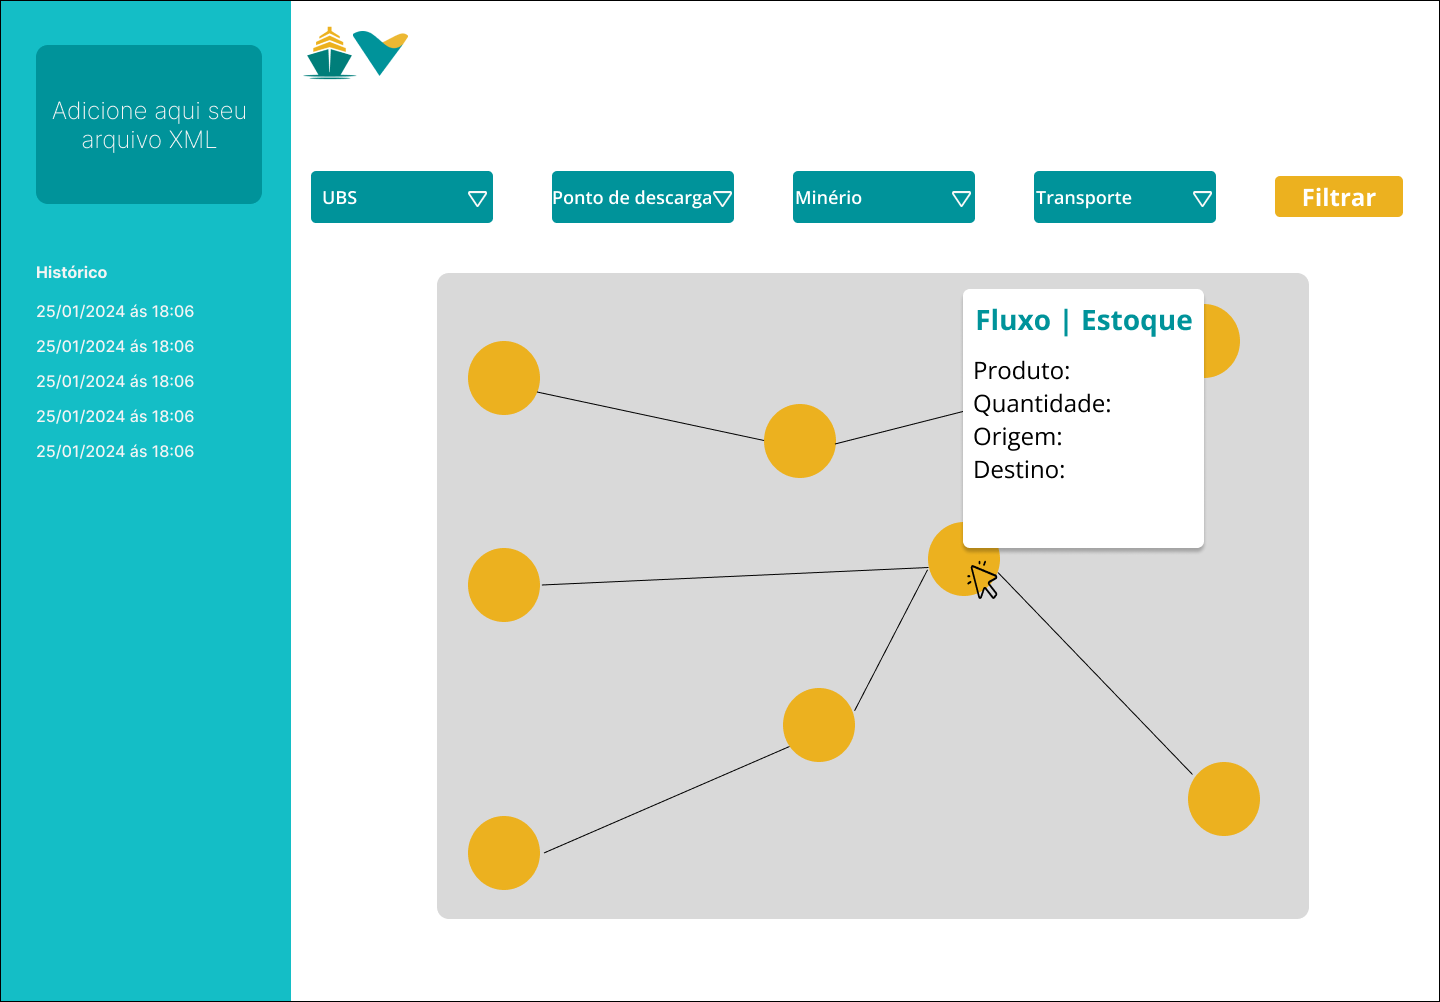 Adicione aqui seu
arquivo XML
Histórico
25/01/2024 ás 18:06
25/01/2024 ás 18:06
25/01/2024 ás 18:06
25/01/2024 ás 18:06
25/01/2024 ás 18:06
UBS
Ponto de descarga
Minério
Transporte
Filtrar
Fluxo | Estoque
Produto:
Quantidade:
Origem:
Destino: